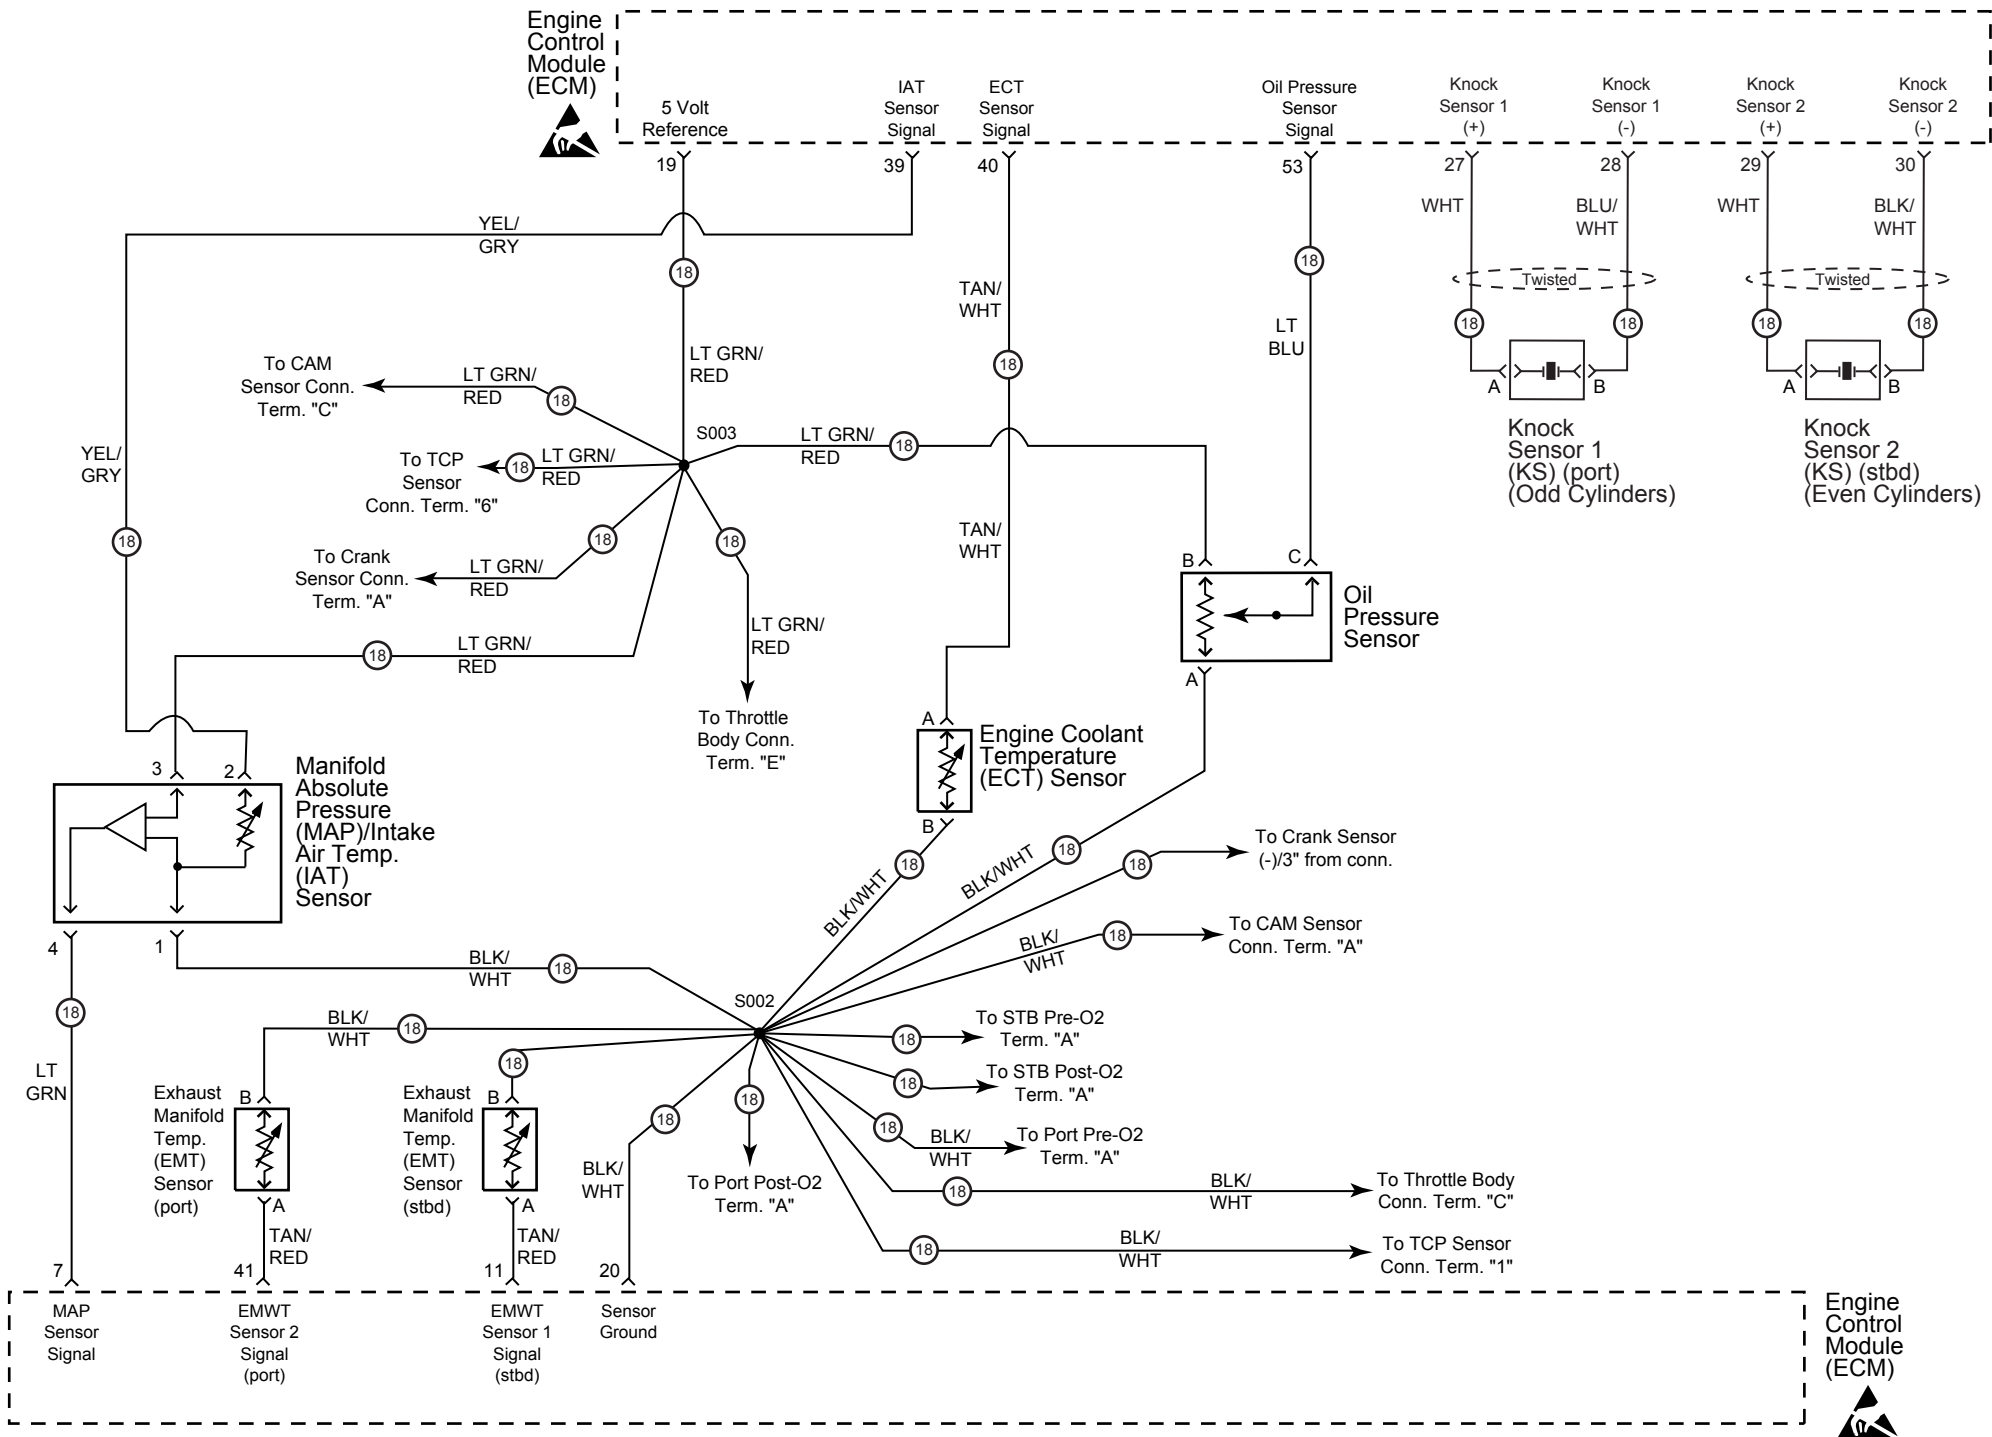 Engine
Control
Module
(ECM)
5 Volt
Reference
IAT
Sensor
Signal
ECT
Sensor
Signal
Oil Pressure
Sensor
Signal
Knock
Sensor 1
(+)
Knock
Sensor 1
(-)
Knock
Sensor 2
(+)
Knock
Sensor 2
(-)
19
39
40
53
27
28
29
30
WHT
BLU/
WHT
WHT
BLK/
WHT
YEL/
GRY
18
18
Twisted
Twisted
TAN/
WHT
18
18
18
18
LT
BLU
LT GRN/
RED
18
A
B
A
B
To CAM
Sensor Conn.
Term. "C"
LT GRN/
RED
18
Knock
Sensor 1
(KS) (port)
(Odd Cylinders)
Knock
Sensor 2
(KS) (stbd)
(Even Cylinders)
S003
LT GRN/
RED
18
YEL/
GRY
To TCP
Sensor
Conn. Term. "6"
18
LT GRN/
RED
TAN/
WHT
18
18
18
To Crank
Sensor Conn.
Term. "A"
LT GRN/
RED
B
C
Oil
Pressure
Sensor
LT GRN/
RED
18
LT GRN/
RED
A
To Throttle
Body Conn.
Term. "E"
A
Engine Coolant
Temperature
(ECT) Sensor
3
2
Manifold
Absolute
Pressure
(MAP)/Intake
Air Temp.
(IAT)
Sensor
B
18
BLK/WHT
18
BLK/WHT
18
To Crank Sensor
(-)/3" from conn.
4
1
BLK/
WHT
18
To CAM Sensor
Conn. Term. "A"
BLK/
WHT
18
18
S002
BLK/
WHT
18
18
To STB Pre-O2
Term. "A"
LT
GRN
18
18
To STB Post-O2
Term. "A"
Exhaust
Manifold
Temp.
(EMT)
Sensor
(port)
B
Exhaust
Manifold
Temp.
(EMT)
Sensor
(stbd)
B
18
18
18
BLK/
WHT
To Port Pre-O2
Term. "A"
BLK/
WHT
To Port Post-O2
Term. "A"
18
BLK/
WHT
To Throttle Body
Conn. Term. "C"
A
A
TAN/
RED
TAN/
RED
18
BLK/
WHT
To TCP Sensor
Conn. Term. "1"
7
41
11
20
MAP
Sensor
Signal
EMWT
Sensor 2
Signal
(port)
EMWT
Sensor 1
Signal
(stbd)
Sensor
Ground
Engine
Control
Module
(ECM)